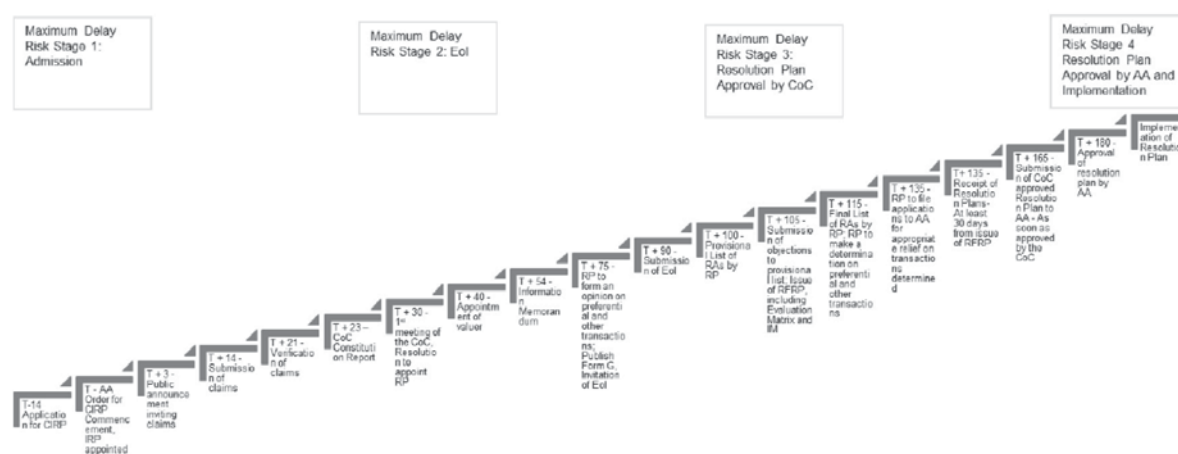 Maximum Delay
Risk Stage 1:
Admission
Maximum Delay
Risk Stage 2: EoI
Maximum Delay
Risk Stage 3:
Resolution Plan
Approval by CoC
Maximum Delay
Risk Stage 4
Resolution Plan
Approval by AA and
Implementation
T-14
Applicatio
n for CIRP
T - AA
Order for
CIRP
Commenc
ement,
IRP
appointed
T + 3 -
Public
announce
ment
inviting
claims
T + 14 -
Submissio
n of
claims
T + 21 -
Verificatio
n of
claims
T + 23 –
CoC
Constituti
on Report
T + 30 -
1st
meeting of
the CoC,
Resolution
to
appoint
RP
T + 40 -
Appointm
ent of
valuer
T + 54 -
Informatio
n
Memoran
dum
T + 75 -
RP to
form an
opinion on
preferenti
al and
other
transactio
ns;
Publish
Form G,
Invitation
of EoI
T + 90 -
Submissio
n of EoI
T + 100 -
Provisiona
l List of
RAs by
RP
T + 105 -
Submissio
n of
objections
to
provisiona
l list; Issue
of RFRP,
including
Evaluation
Matrix and
IM
T + 115 -
Final List
of RAs by
RP; RP to
make a
determina
tion on
preferenti
al and
other
transactio
ns
T + 135 -
RP to file
applicatio
ns to AA
for
appropriat
e relief on
transactio
ns
determine
d
T+ 135 -
Receipt of
Resolutio
n Plans-
At least
30 days
from issue
of RFRP
T + 165 -
Submissio
n of CoC
approved
Resolutio
n Plan to
AA - As
soon as
approved
by the
CoC
T + 180 -
Approval
of
resolution
plan by
AA
Implement
ation of
Resolutio
n Plan